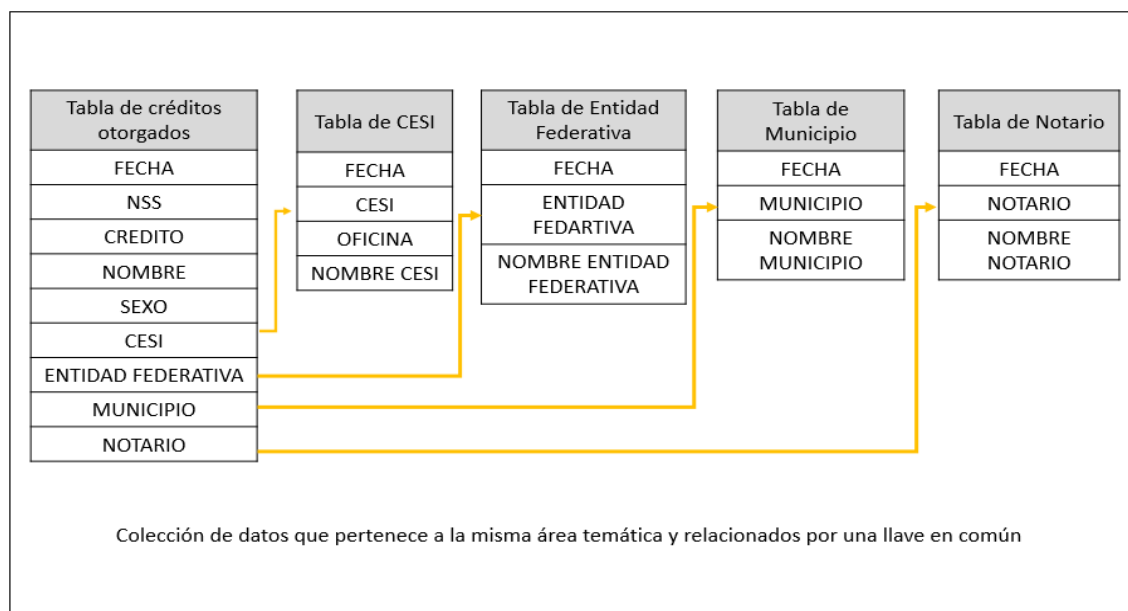 Tabla de créditos
otorgados
FECHA
NSS
CREDITO
NOMBRE
SEXO
CESI
ENTIDAD FEDERATIVA
MUNICIPIO
NOTARIO
Tabla de CESI
FECHA
CESI
OFICINA
NOMBRE CESI
Tabla de Entidad
Federativa
FECHA
ENTIDAD
FEDARTIVA
NOMBRE ENTIDAD
FEDERATIVA
Tabla de
Municipio
FECHA
MUNICIPIO
NOMBRE
MUNICIPIO
Tabla de Notario
FECHA
NOTARIO
NOMBRE
NOTARIO
Colección de datos que pertenece a la misma área temática y relacionados por una llave en común